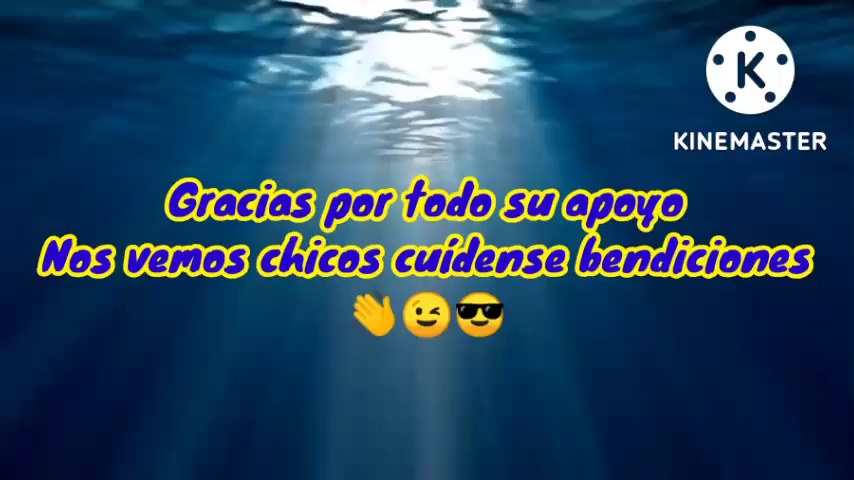 KINEMASTER
Gracias por todo su apoyo
Nos vemos chicos cuídense bendiciones
👋😉😎